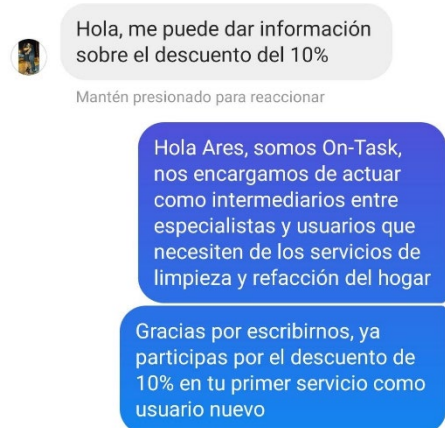 Hola, me puede dar información
sobre el descuento del 10%
Mantén presionado para reaccionar
Hola Ares, somos On-Task,
nos encargamos de actuar
como intermediarios entre
especialistas y usuarios que
necesiten de los servicios de
limpieza y refacción del hogar
Gracias por escribirnos, ya
participas por el descuento de
10% en tu primer servicio como
usuario nuevo